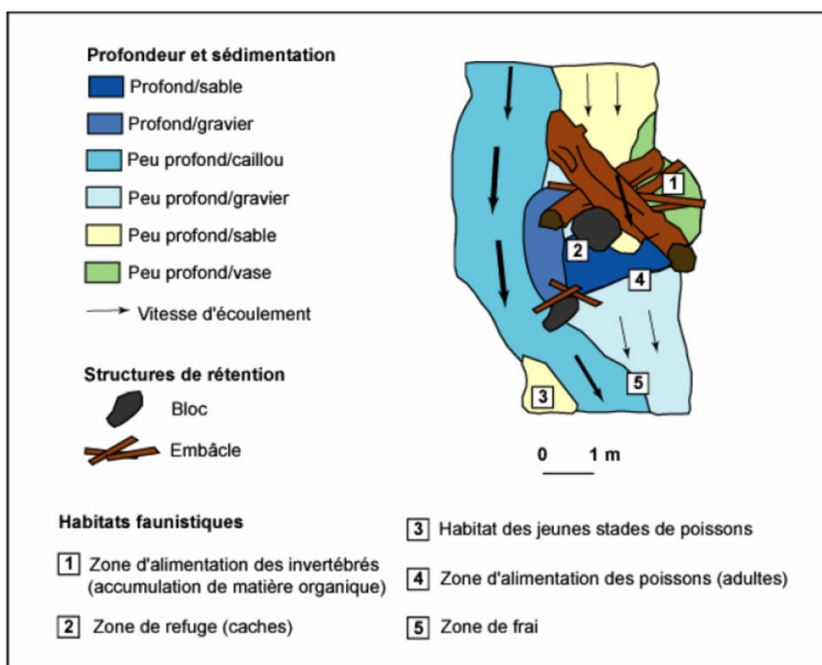 Profondeur et sédimentation
Profond/sable
Profond/gravier
Peu profond/caillou
Peu profond/gravier
Peu profond/sable
Peu profond/vase
Vitesse d'écoulement
Structures de rétention
Bloc
Embâcle
1
2
4
3
5
0 1 m
Habitats faunistiques
1 Zone d'alimentation des invertébrés
(accumulation de matière organique)
2 Zone de refuge (caches)
3 Habitat des jeunes stades de poissons
4 Zone d'alimentation des poissons (adultes)
5 Zone de frai